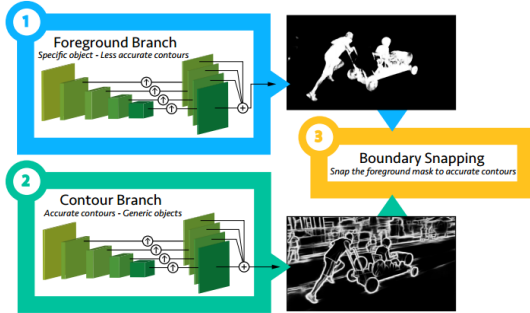 1
Foreground Branch
Specific object - Less accurate contours
2
Contour Branch
Accurate contours - Generic objects
3
Boundary Snapping
Snap the foreground mask to accurate contours